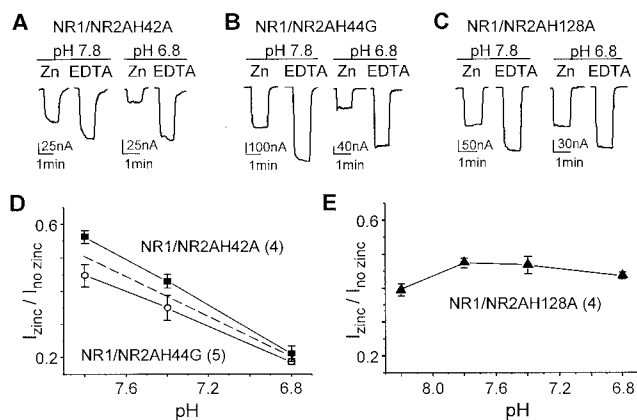 A NR1/NR2AH42A
pH 7.8 pH 6.8
Zn EDTA Zn EDTA
25nA 25nA
1min 1min
B NR1/NR2AH44G
pH 7.8 pH 6.8
Zn EDTA Zn EDTA
100nA 40nA
1min 1min
C NR1/NR2AH128A
pH 7.8 pH 6.8
Zn EDTA Zn EDTA
50nA 30nA
1min 1min
D
I zinc / I no zinc
0.6
0.2
NR1/NR2AH42A (4)
NR1/NR2AH44G (5)
7.6 7.2 6.8
pH
E
I zinc / I no zinc
0.6
0.2
NR1/NR2AH128A (4)
8.0 7.6 7.2 6.8
pH